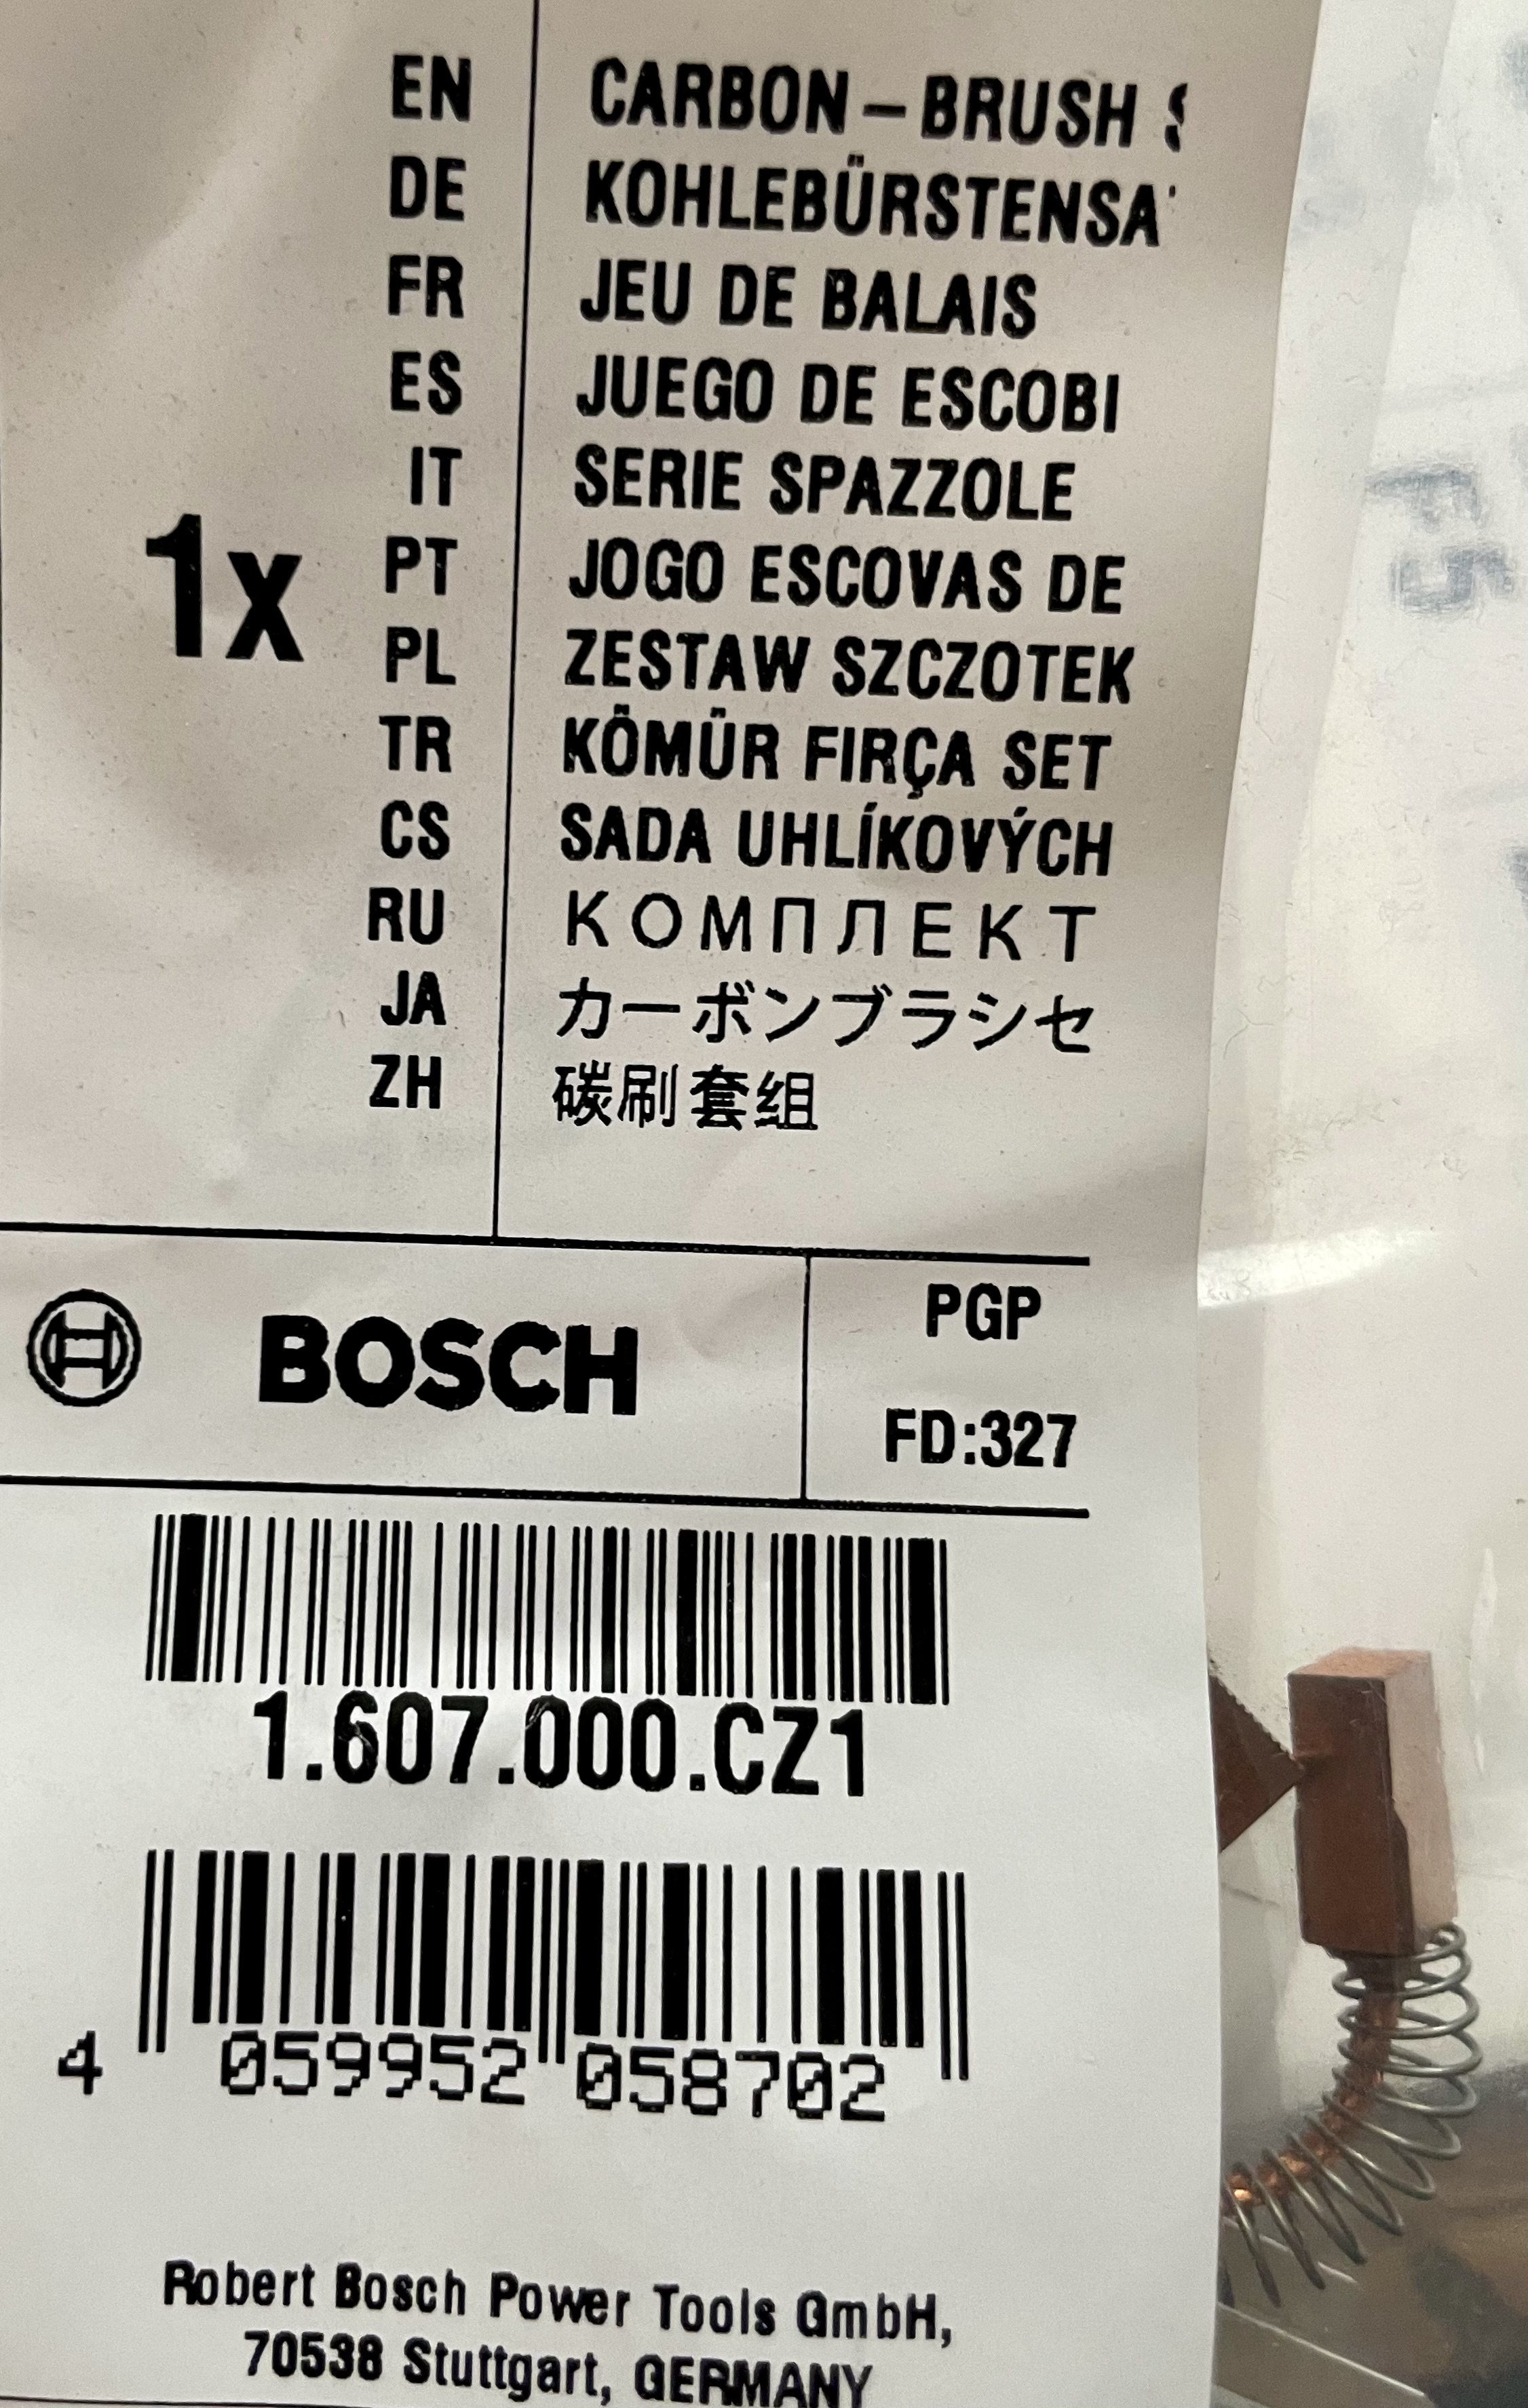 EN CARBON-BRUSH
DE KOHLEBÜRSTENSA
FR JEU DE BALAIS
ES JUEGO DE ESCOBI
IT SERIE SPAZZOLE
1x
PT JOGO ESCOVAS DE
PL ZESTAW SZCZOTEK
TR KÖMÜR FIRÇA SET
CS SADA UHLÍKOVÝCH
RU КОМПЛЕКТ
JA カーボンブラシセ
ZH 碳刷套组
BOSCH
PGP
FD:327
1.607.000.CZ1
4 059952 058702
Robert Bosch Power Tools GmbH,
70538 Stuttgart, GERMANY